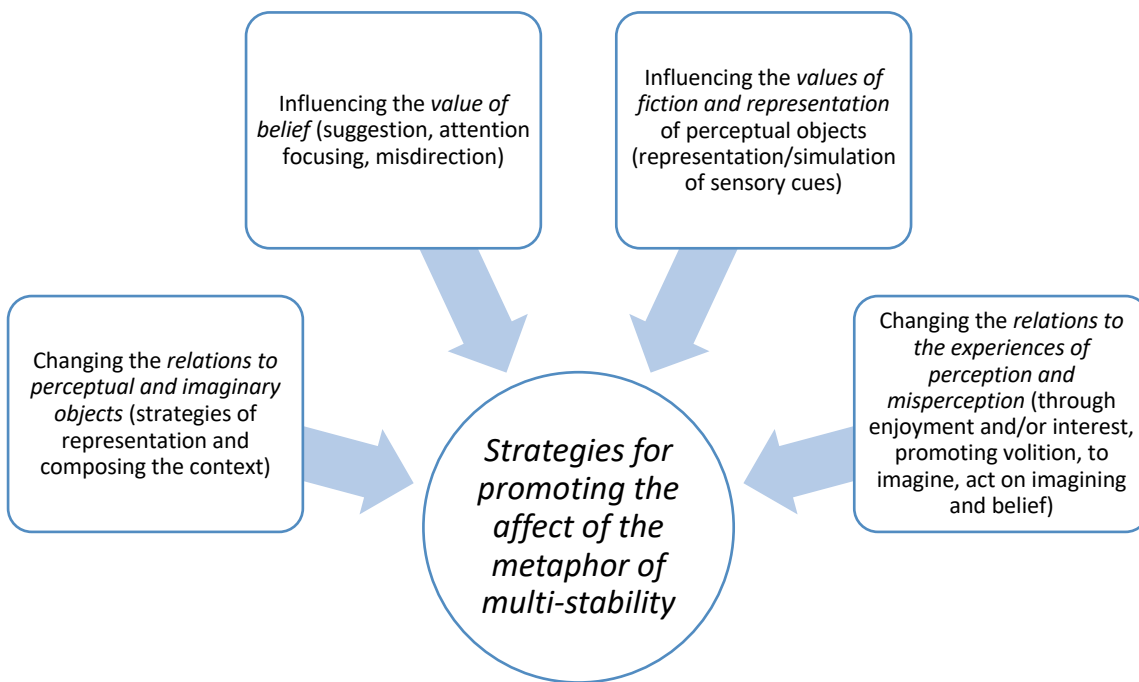 Influencing the value of
belief (suggestion, attention
focusing, misdirection)
Influencing the values of
fiction and representation
of perceptual objects
(representation/simulation
of sensory cues)
Changing the relations to
perceptual and imaginary
objects (strategies of
representation and
composing the context)
Changing the relations to
the experiences of
perception and
misperception (through
enjoyment and/or interest,
promoting volition, to
imagine, act on imagining
and belief)
Strategies for
promoting the
affect of the
metaphor of
multi-stability